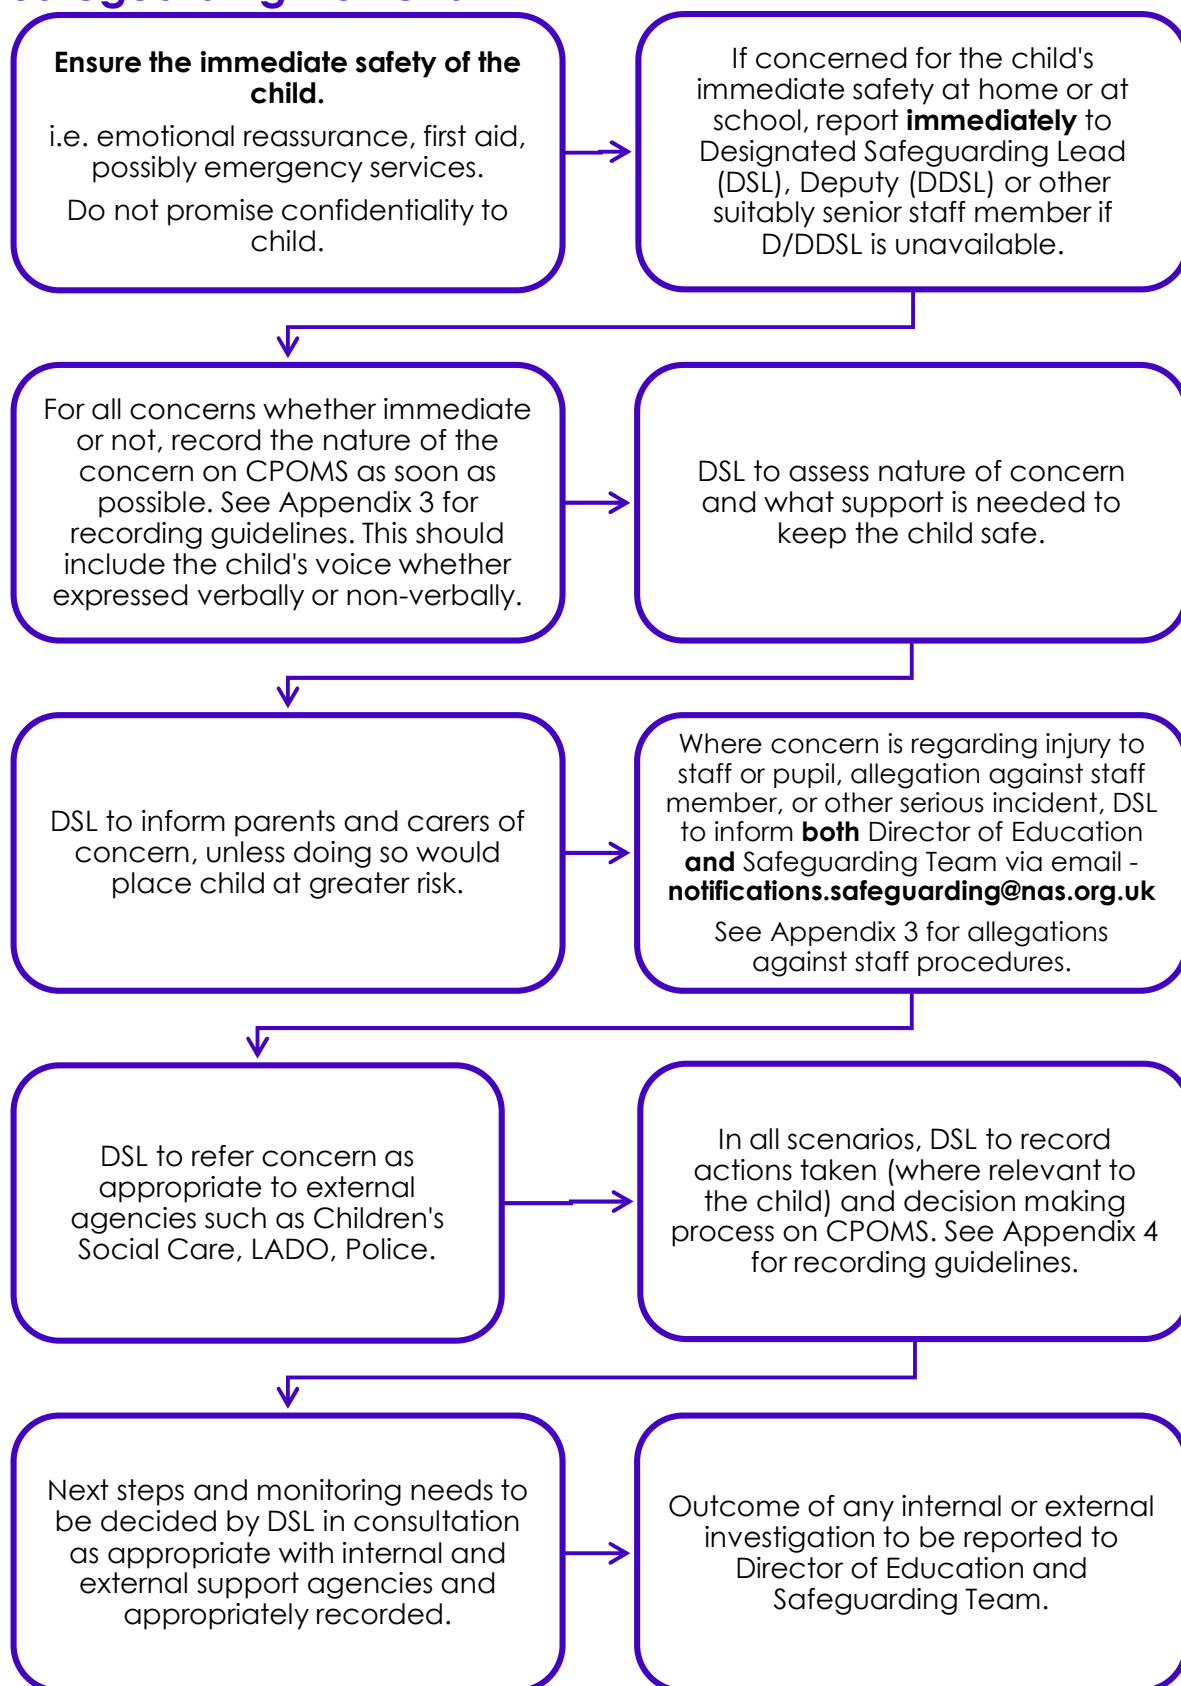 Ensure the immediate safety of the
child.
i.e. emotional reassurance, first aid,
possibly emergency services.
Do not promise confidentiality to
child.
If concerned for the child's
immediate safety at home or at
school, report immediately to
Designated Safeguarding Lead
(DSL), Deputy (DDSL) or other
suitably senior staff member if
D/DDSL is unavailable.
For all concerns whether immediate
or not, record the nature of the
concern on CPOMS as soon as
possible. See Appendix 3 for
recording guidelines. This should
include the child's voice whether
expressed verbally or non-verbally.
DSL to assess nature of concern
and what support is needed to
keep the child safe.
DSL to inform parents and carers of
concern, unless doing so would
place child at greater risk.
Where concern is regarding injury to
staff or pupil, allegation against staff
member, or other serious incident, DSL
to inform both Director of Education
and Safeguarding Team via email -
notifications.safeguarding@nas.org.uk
See Appendix 3 for allegations
against staff procedures.
DSL to refer concern as
appropriate to external
agencies such as Children's
Social Care, LADO, Police.
In all scenarios, DSL to record
actions taken (where relevant to
the child) and decision making
process on CPOMS. See Appendix 4
for recording guidelines.
Next steps and monitoring needs to
be decided by DSL in consultation
as appropriate with internal and
external support agencies and
appropriately recorded.
Outcome of any internal or external
investigation to be reported to
Director of Education and
Safeguarding Team.